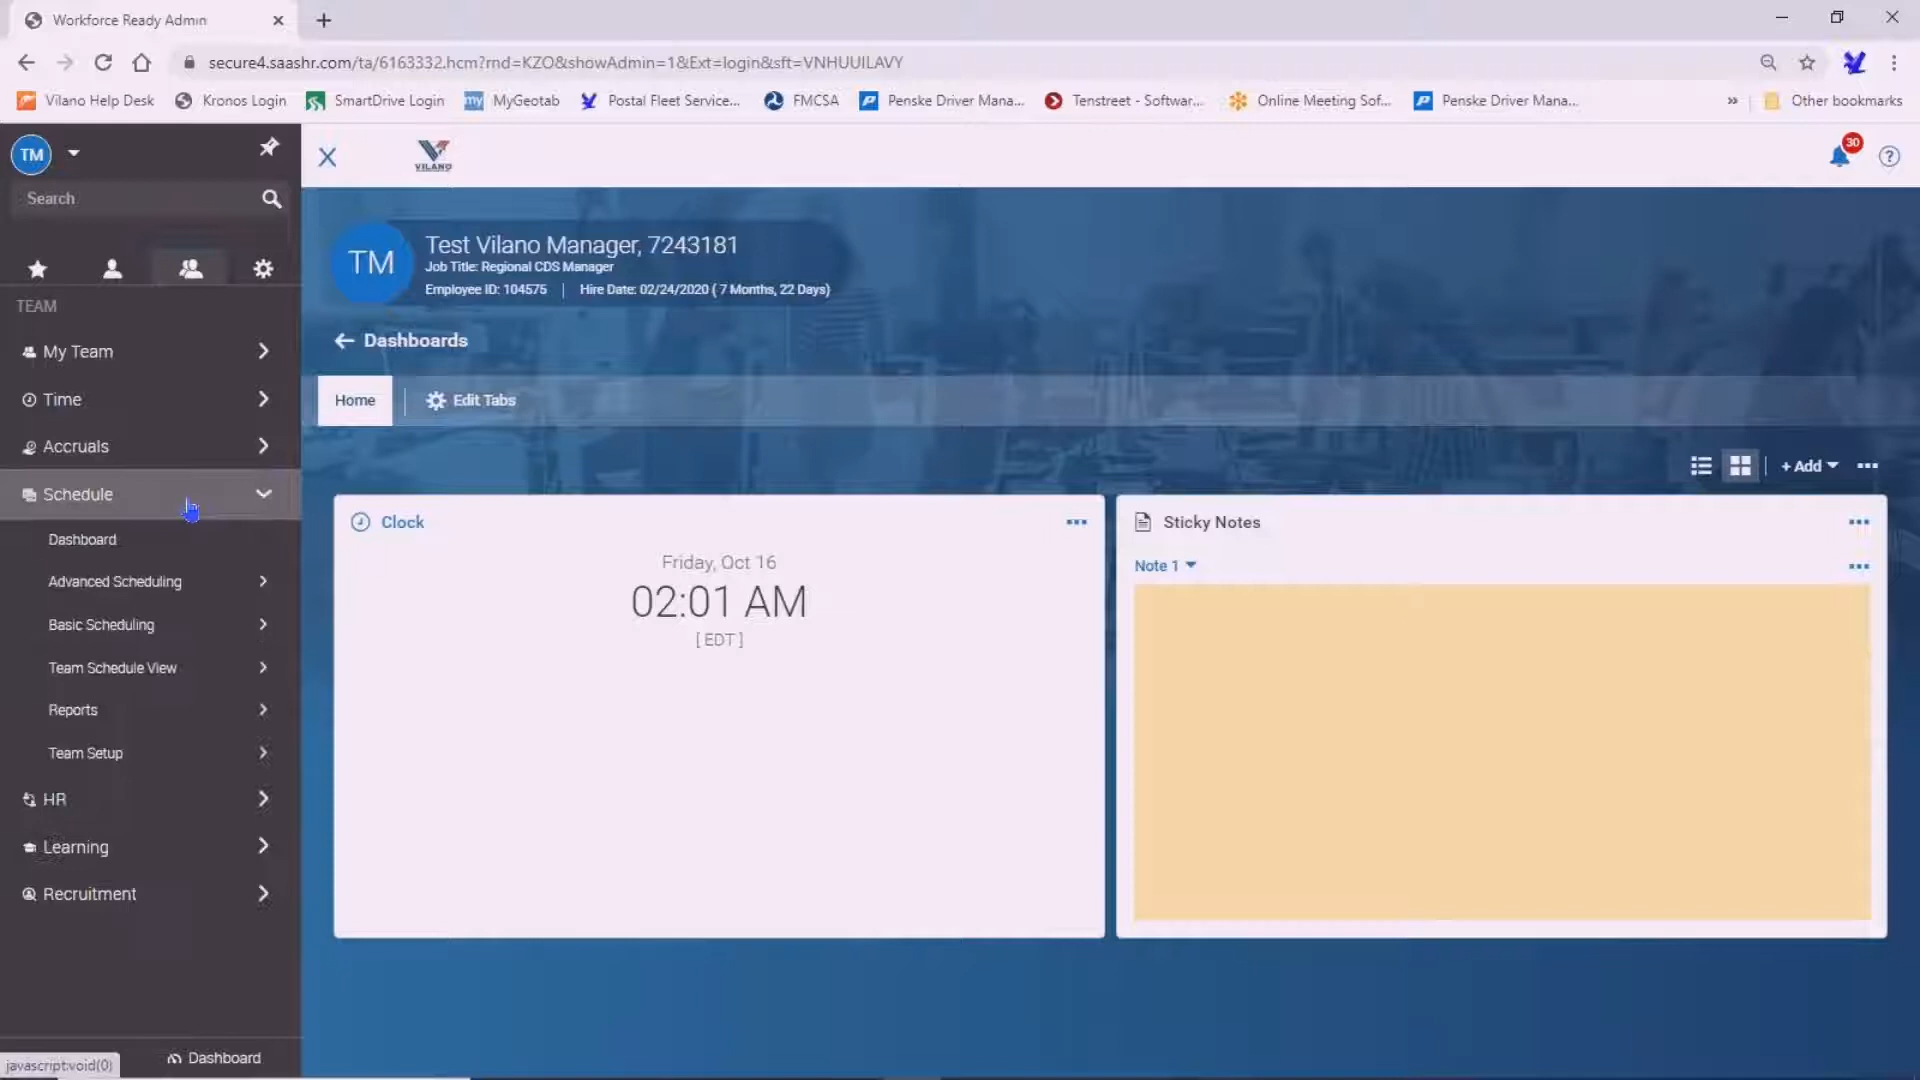 Workforce Ready Admin
secure4.saashr.com/ta/6163332.hcm?rnd=KZO&showAdmin=1&Ext=login&sft=VNHUUILAVY
Vilano Help Desk
Kronos Login
SmartDrive Login
my MyGeotab
Postal Fleet Service...
FMCSA
Penske Driver Mana...
Tenstreet - Softwar...
Online Meeting Sof...
Penske Driver Mana...
»
Other bookmarks
TM
VILANO
30
?
Search
TM
Test Vilano Manager, 7243181
Job Title: Regional CDS Manager
Employee ID: 104575 | Hire Date: 02/24/2020 ( 7 Months, 22 Days)
TEAM
My Team
Time
Accruals
Schedule
Dashboard
Advanced Scheduling
Basic Scheduling
Team Schedule View
Reports
Team Setup
HR
Learning
Recruitment
Dashboard
javascript:void(0)
Dashboards
Home
Edit Tabs
+ Add
Clock
Friday, Oct 16
02:01 AM
[ EDT ]
Sticky Notes
Note 1